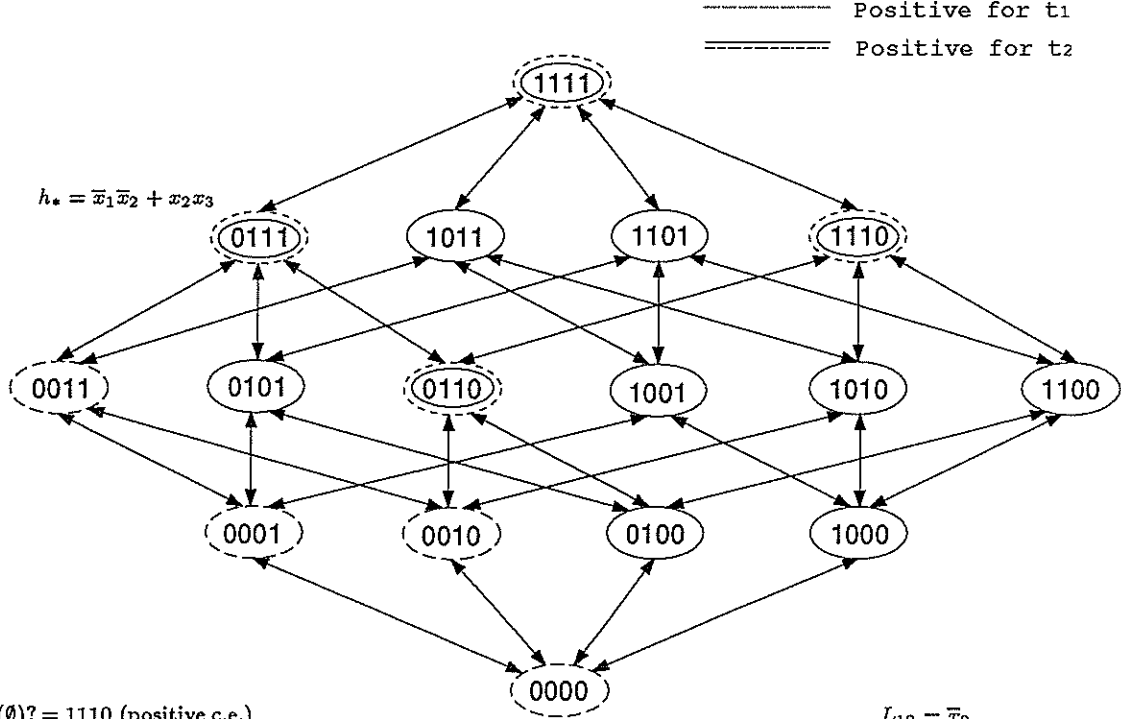 Positive for t1
Positive for t2
1111
h* = x̅1x̅2 + x2x3
0111 1011 1101 1110
0011 0101 0110 1001 1010 1100
0001 0010 0100 1000
0000
(∅)? = 1110 (positive c.e.)